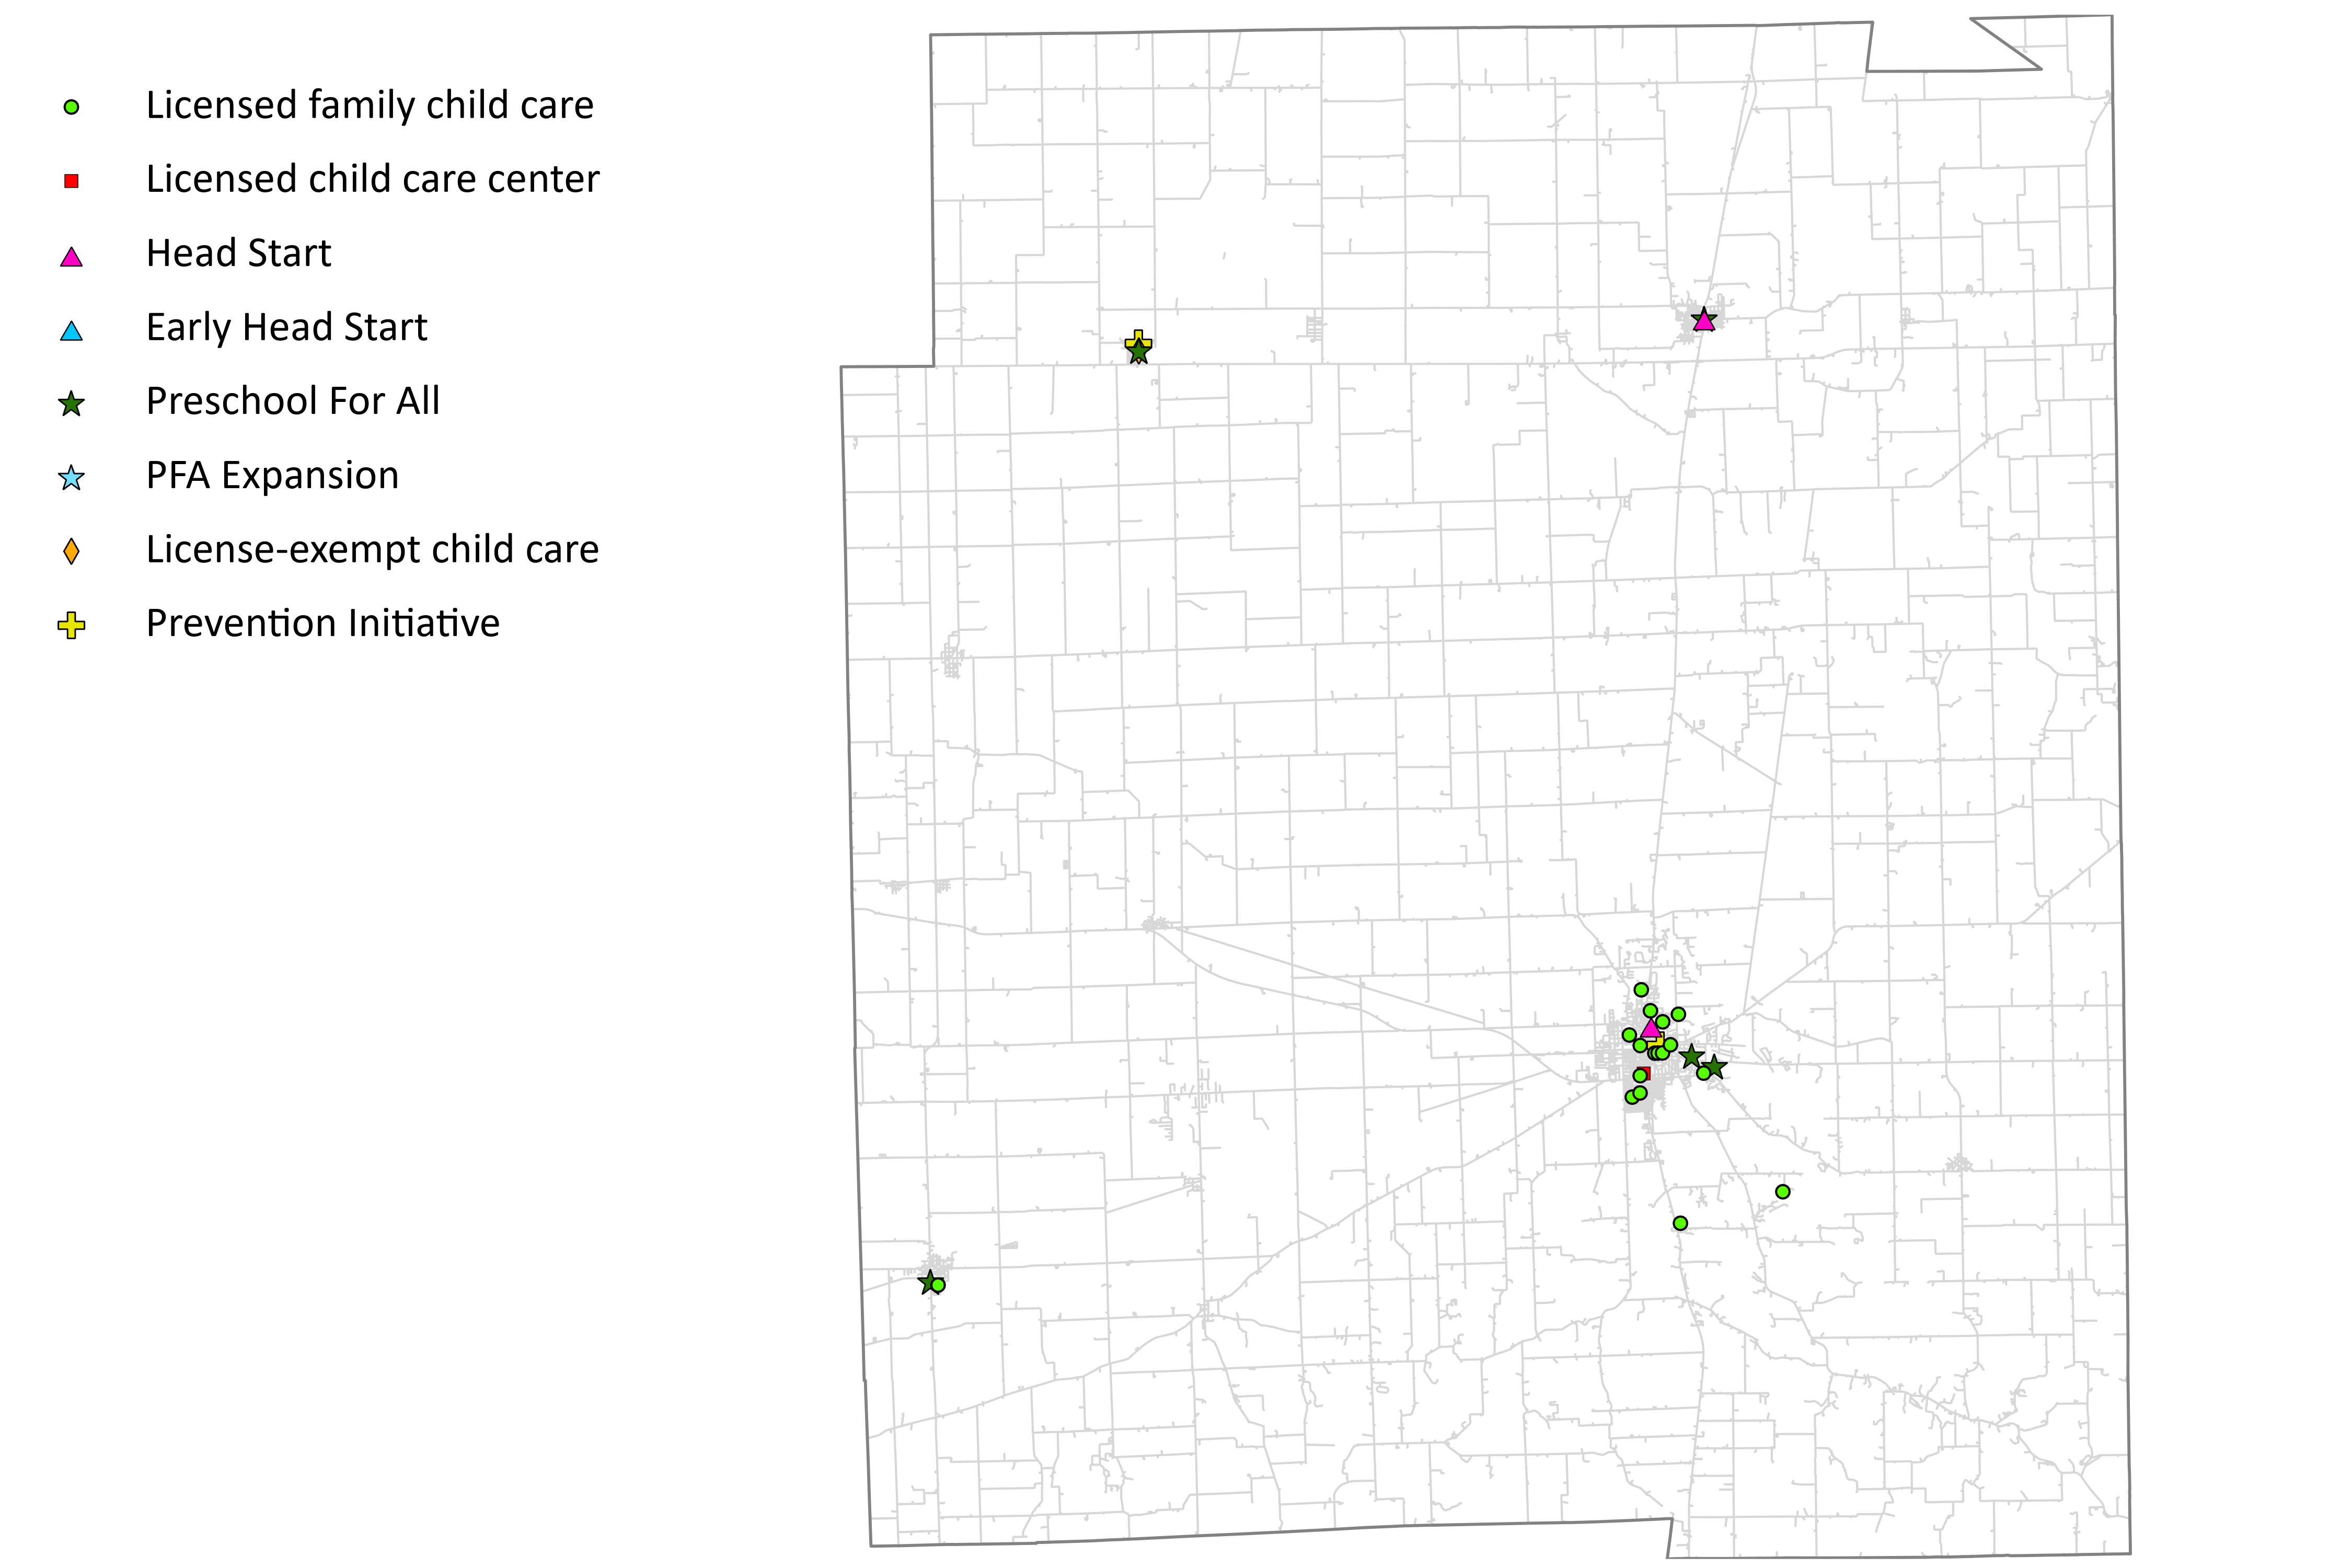 Licensed family child care
Licensed child care center
Head Start
Early Head Start
Preschool For All
PFA Expansion
License-exempt child care
Prevention Initiative